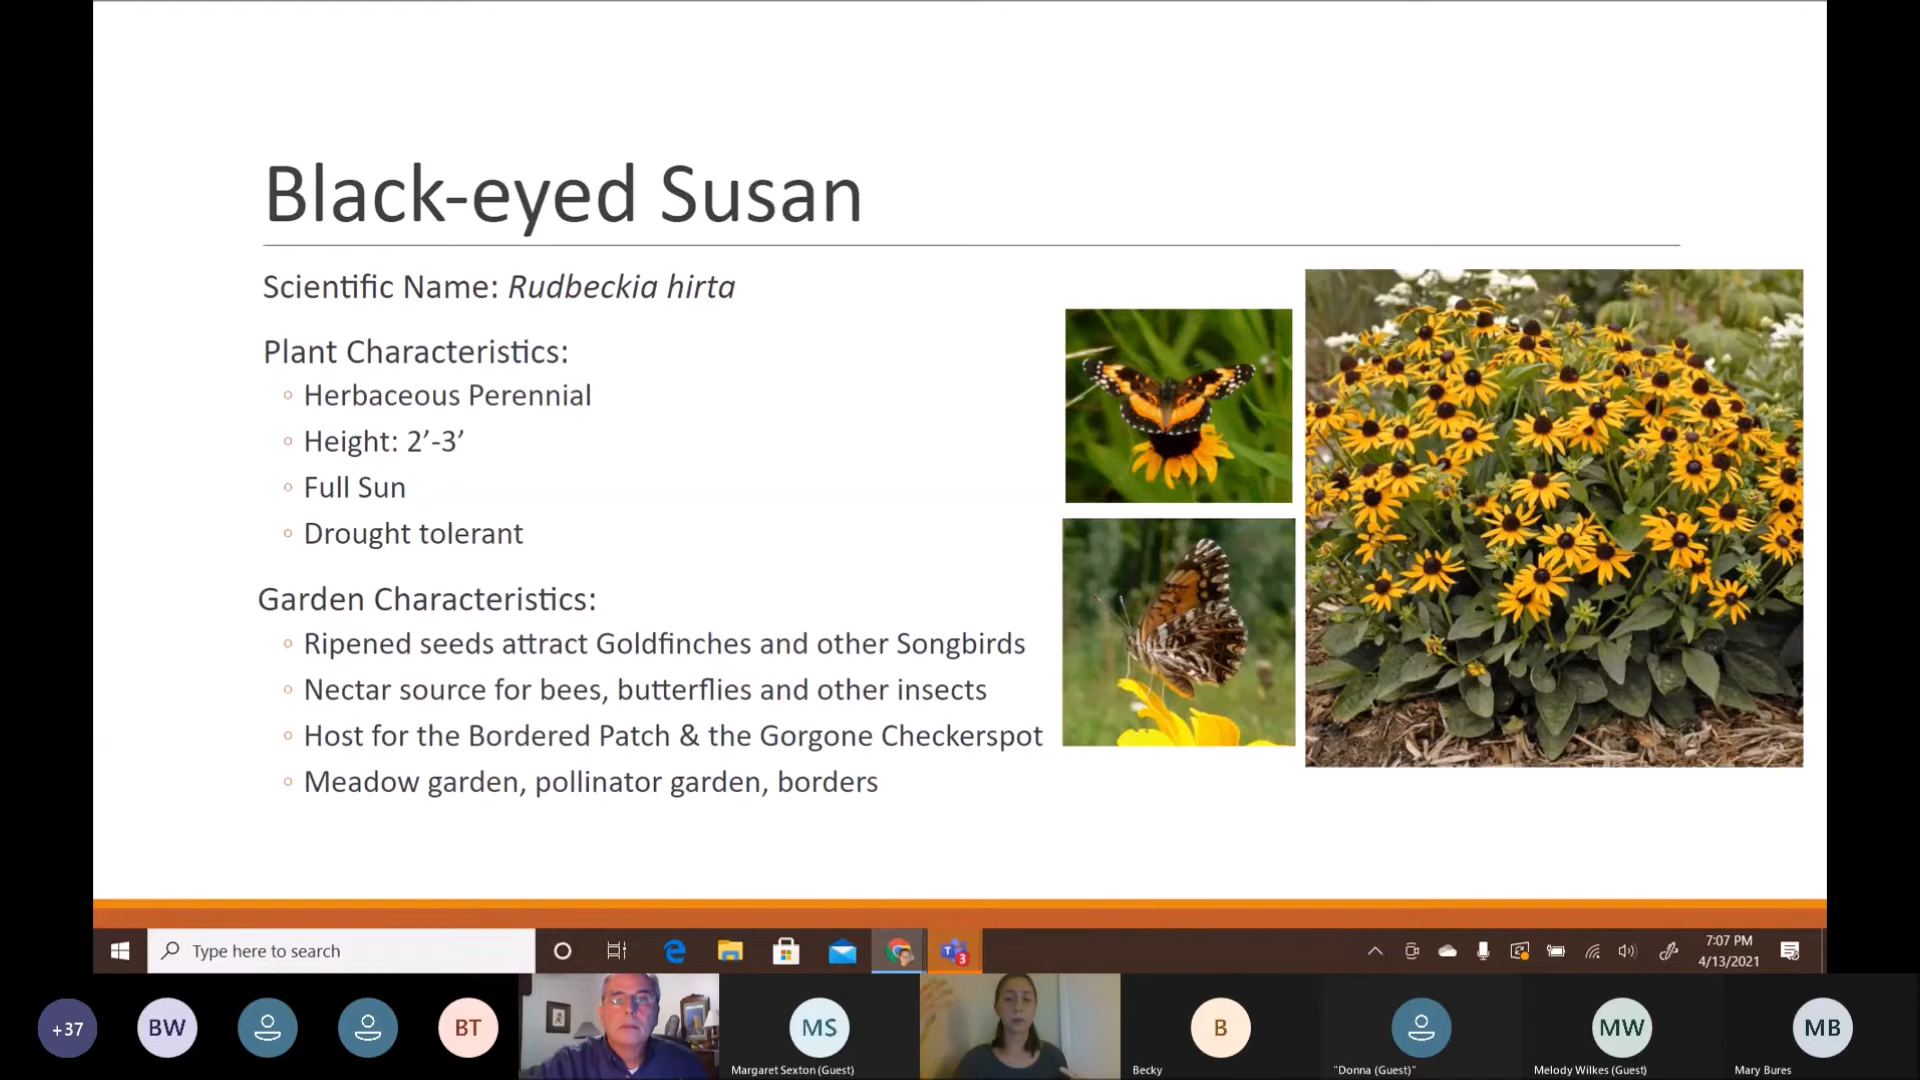 Black-eyed Susan
Scientific Name: Rudbeckia hirta
Plant Characteristics:
Herbaceous Perennial
Height: 2’-3’
Full Sun
Drought tolerant
Garden Characteristics:
Ripened seeds attract Goldfinches and other Songbirds
Nectar source for bees, butterflies and other insects
Host for the Bordered Patch & the Gorgone Checkerspot
Meadow garden, pollinator garden, borders
Type here to search
T
3
7:07 PM
4/13/2021
+37
BW
BT
MS
Margaret Sexton (Guest)
B
Becky
"Donna (Guest)"
MW
Melody Wilkes (Guest)
MB
Mary Bures